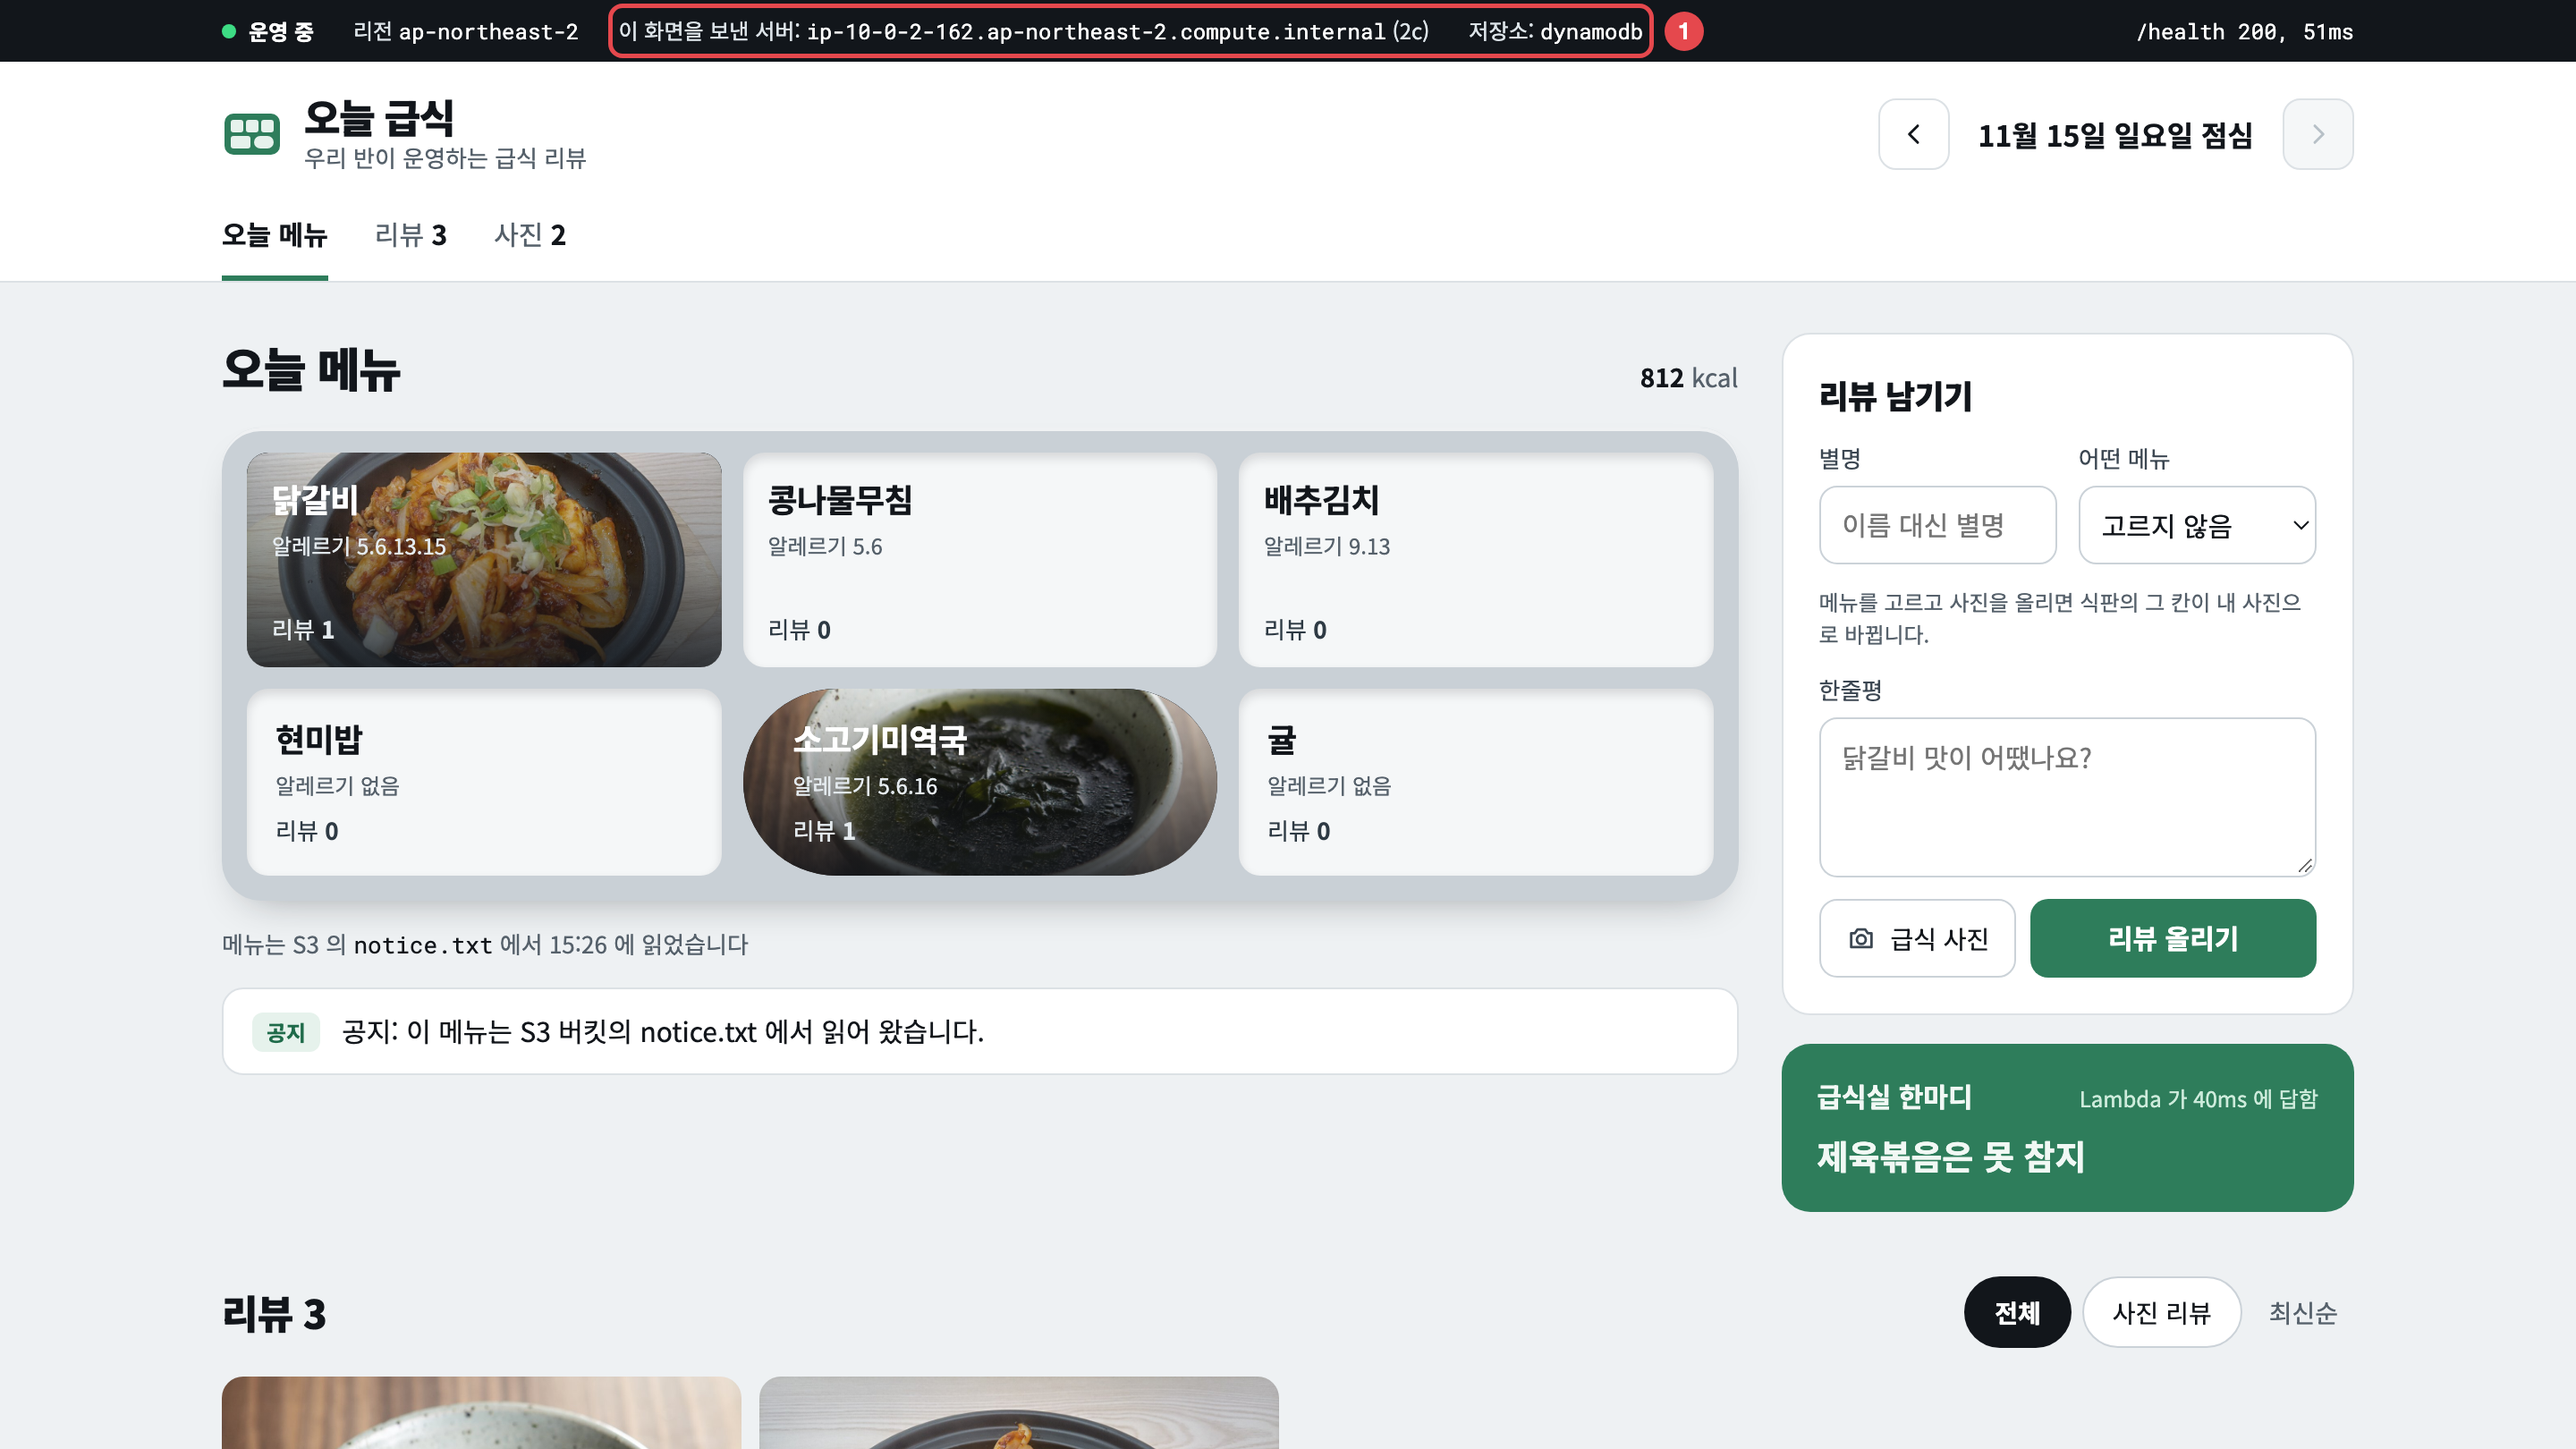 운영 중 리전 ap-northeast-2 이 화면을 보낸 서버: ip-10-0-2-162.ap-northeast-2.compute.internal (2c) 저장소: dynamodb 1 /health 200, 51ms
오늘 급식
우리 반이 운영하는 급식 리뷰
11월 15일 일요일 점심
오늘 메뉴 리뷰 3 사진 2
오늘 메뉴
812 kcal
닭갈비
알레르기 5.6.13.15
리뷰 1
콩나물무침
알레르기 5.6
리뷰 0
배추김치
알레르기 9.13
리뷰 0
현미밥
알레르기 없음
리뷰 0
소고기미역국
알레르기 5.6.16
리뷰 1
귤
알레르기 없음
리뷰 0
메뉴는 S3 의 notice.txt 에서 15:26 에 읽었습니다
공지 공지: 이 메뉴는 S3 버킷의 notice.txt 에서 읽어 왔습니다.
리뷰 남기기
별명 어떤 메뉴
이름 대신 별명 고르지 않음
메뉴를 고르고 사진을 올리면 식판의 그 칸이 내 사진으
로 바뀝니다.
한줄평
닭갈비 맛이 어땠나요?
급식 사진 리뷰 올리기
급식실 한마디 Lambda 가 40ms 에 답함
제육볶음은 못 참지
리뷰 3
전체 사진 리뷰 최신순